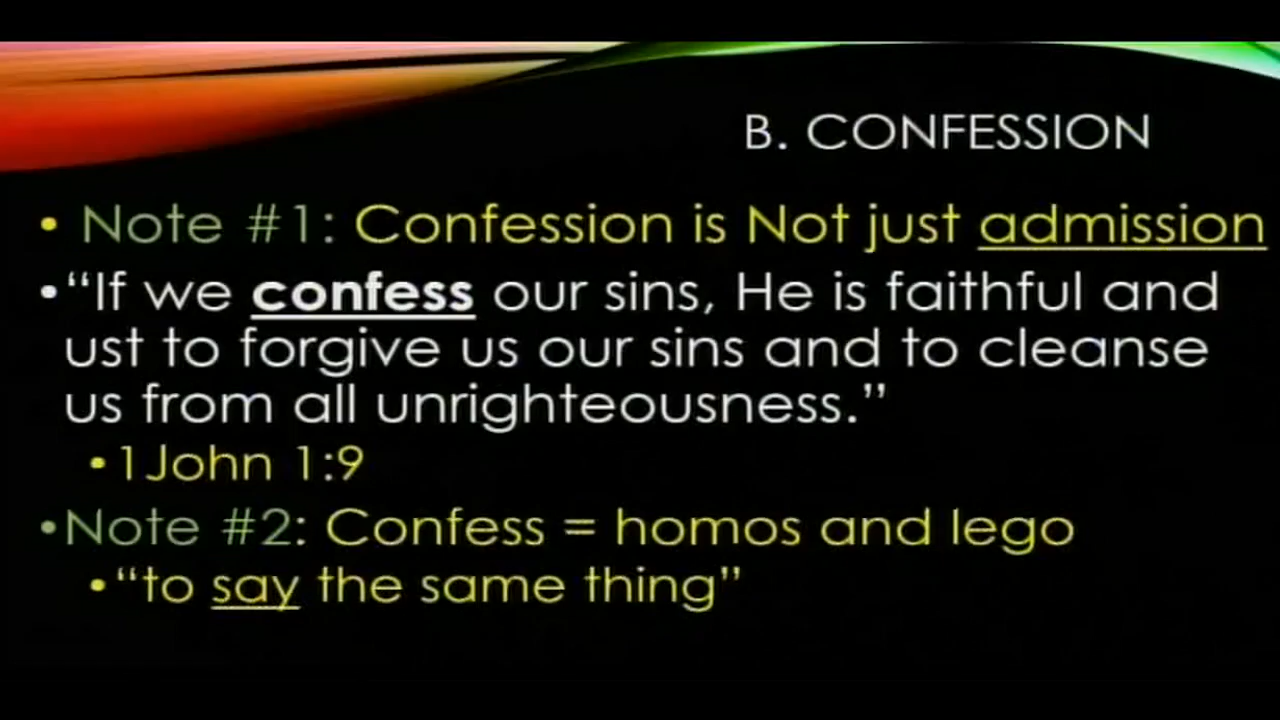 B. CONFESSION
• Note #1: Confession is Not just admission
• “If we confess our sins, He is faithful and
ust to forgive us our sins and to cleanse
us from all unrighteousness.”
• 1John 1:9
• Note #2: Confess = homos and lego
• “to say the same thing”